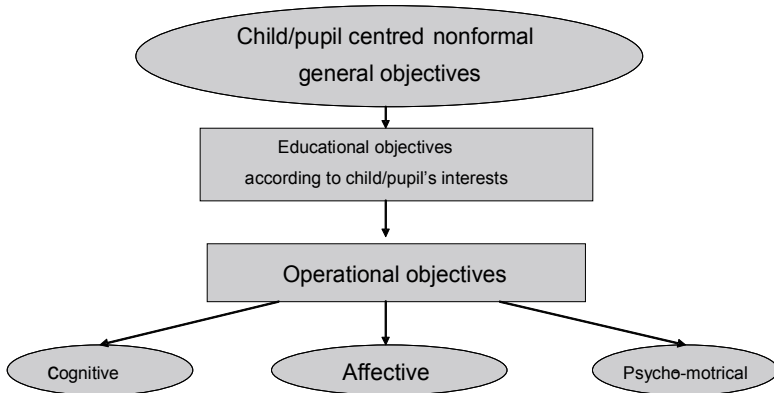 Child/pupil centred nonformal
general objectives
Educational objectives
according to child/pupil's interests
Operational objectives
Cognitive
Affective
Psycho-motrical